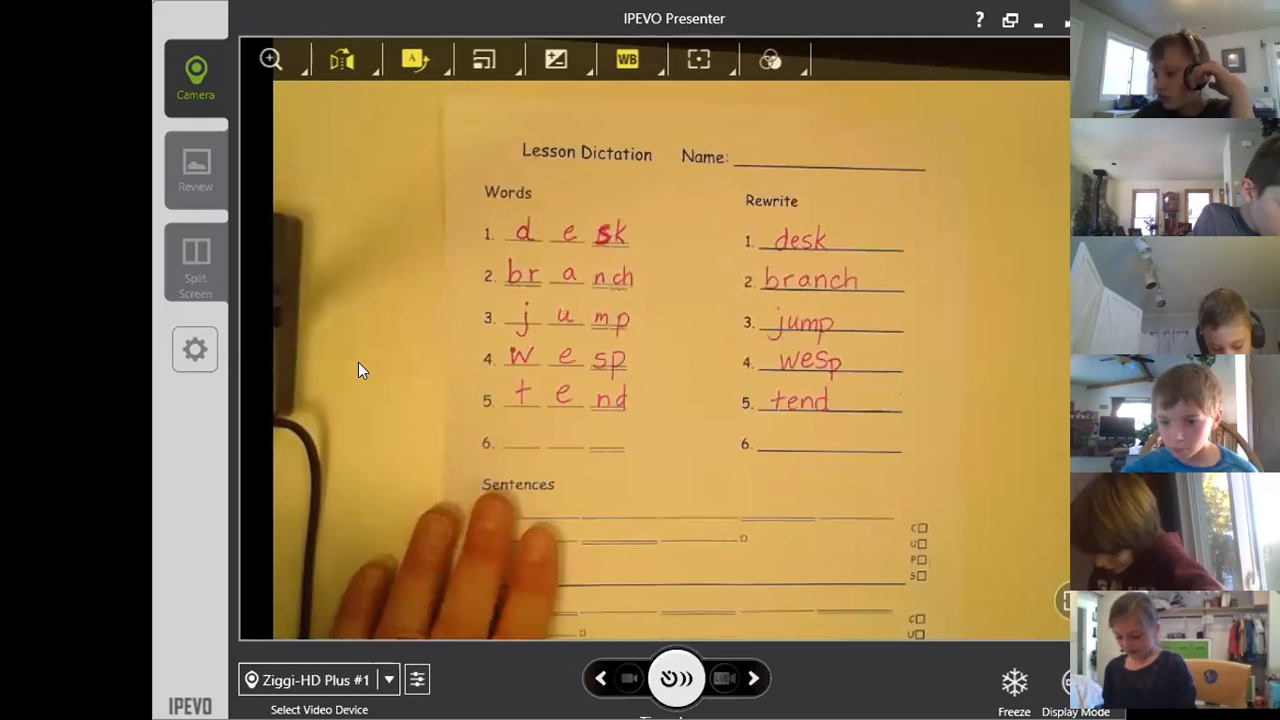 IPEVO Presenter
?
Camera
A
WB
Review
Split
Screen
Lesson Dictation Name:
Words
Rewrite
1. d e sk
1. desk
2. br a nch
2. branch
3. j u mp
3. jump
4. w e sp
4. wesp
5. t e nd
5. tend
6.
6.
Sentences
C
U
P
S
C
U
Ziggi-HD Plus #1
LIVE
IPEVO
Select Video Device
Freeze
Display Mode